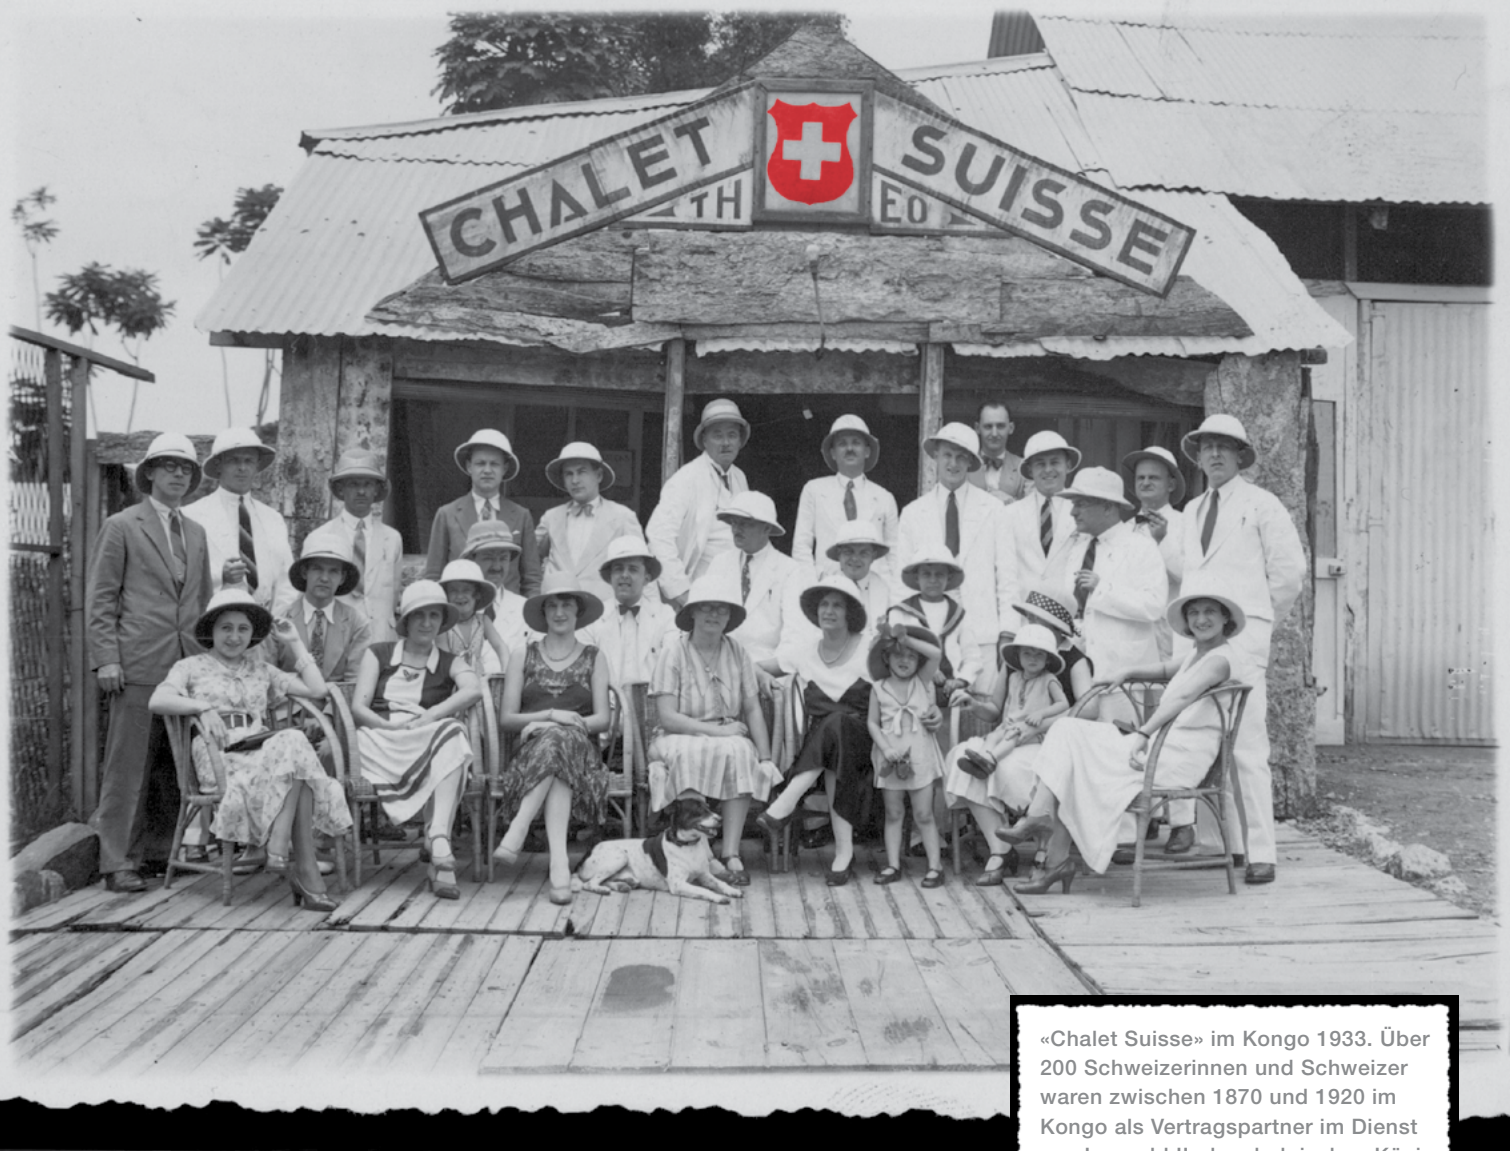 CHALET SUISSE
TH EO
«Chalet Suisse» im Kongo 1933. Über
200 Schweizerinnen und Schweizer
waren zwischen 1870 und 1920 im
Kongo als Vertragspartner im Dienst